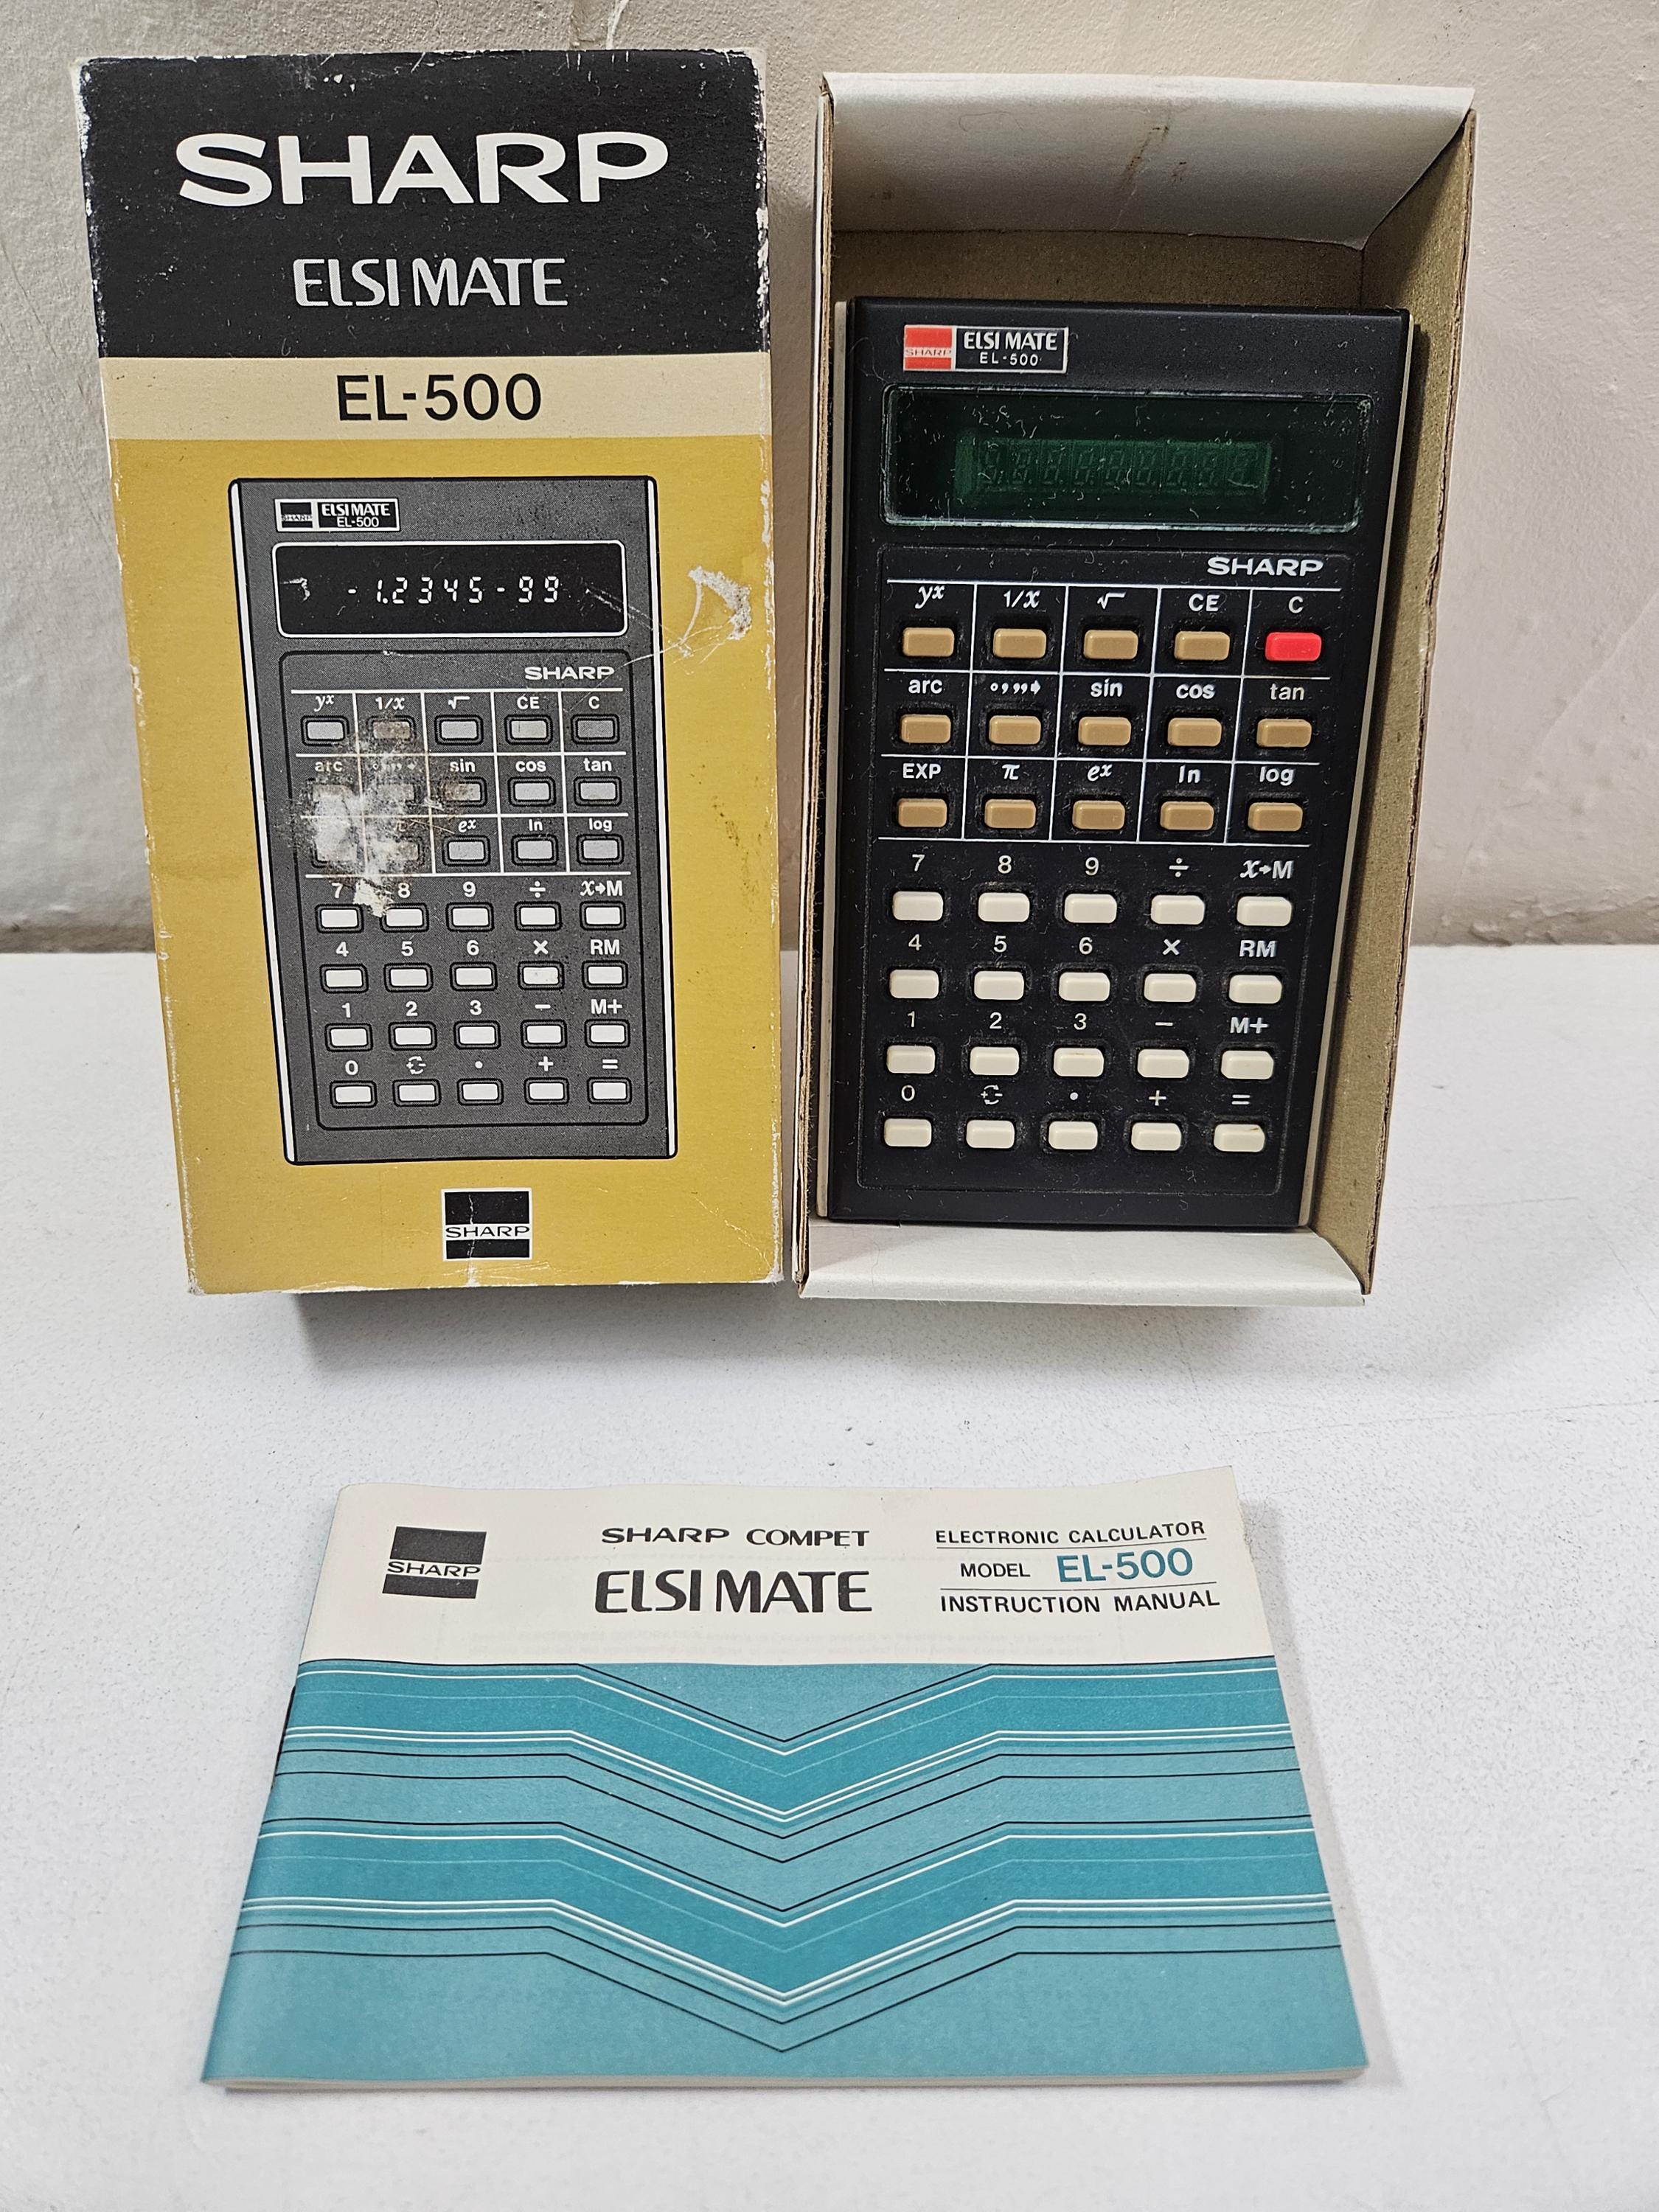 SHARP
ELSI MATE
EL-500
SHARP
ELSI MATE
EL-500
-1.2345-99
SHARP
yx 1/x √ CE C
arc sin cos tan
ex ln log
7 8 9 ÷ x→M
4 5 6 × RM
1 2 3 − M+
0 • + =
SHARP
SHARP
ELSI MATE
EL-500
SHARP
yx 1/x √ CE C
arc °,,,→ sin cos tan
EXP π ex ln log
7 8 9 ÷ x→M
4 5 6 × RM
1 2 3 − M+
0 • + =
SHARP
SHARP COMPET
ELSI MATE
ELECTRONIC CALCULATOR
MODEL EL-500
INSTRUCTION MANUAL